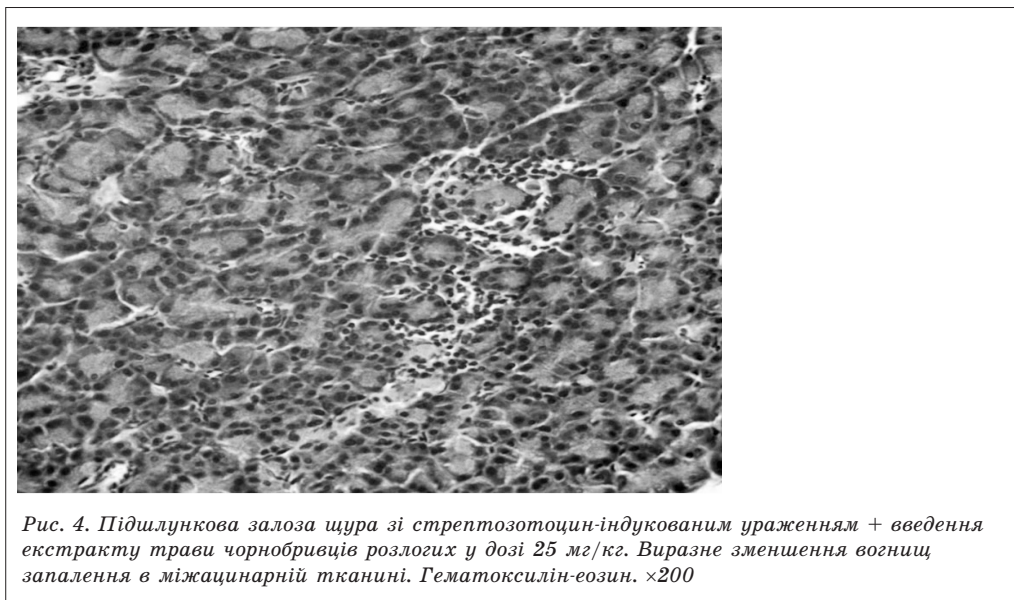 Рис. 4. Підшлункова залоза щура зі стрептозотоцин-індукованим ураженням + введення
екстракту трави чорнобривців розлогих у дозі 25 мг/кг. Виразне зменшення вогнищ
запалення в міжацинарній тканині. Гематоксилін-еозин. ×200